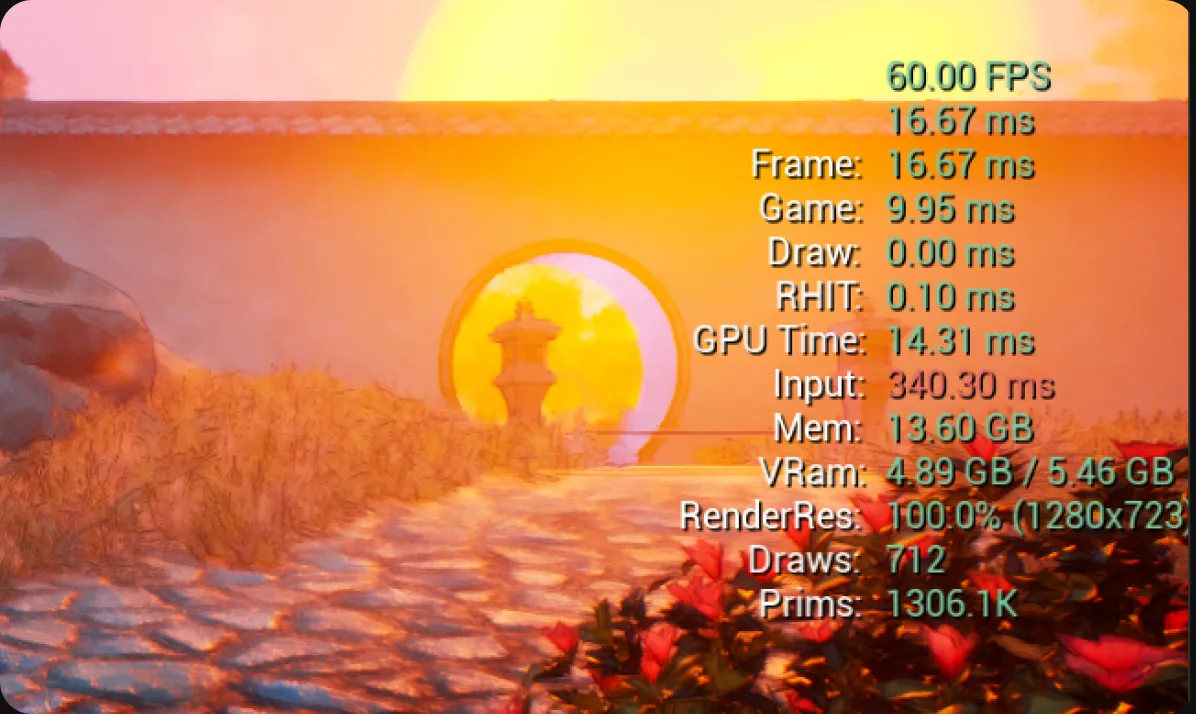 60.00 FPS
16.67 ms
Frame: 16.67 ms
Game: 9.95 ms
Draw: 0.00 ms
RHIT: 0.10 ms
GPU Time: 14.31 ms
Input: 340.30 ms
Mem: 13.60 GB
VRam: 4.89 GB / 5.46 GB
RenderRes: 100.0% (1280x723)
Draws: 712
Prims: 1306.1K